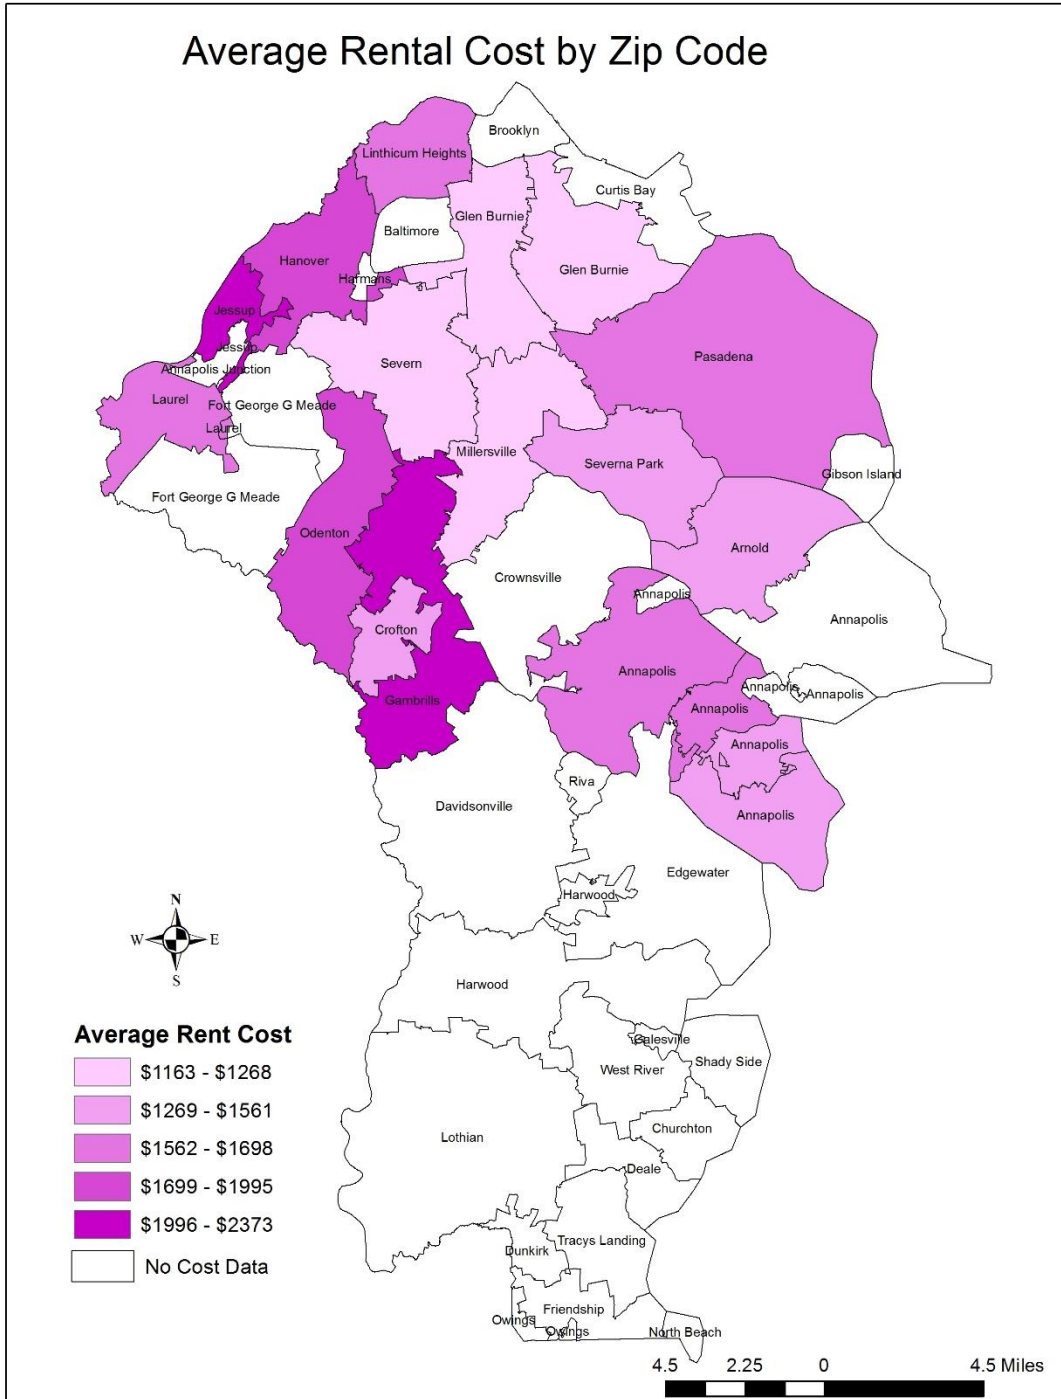 Average Rental Cost by Zip Code
Brooklyn
Linthicum Heights
Curtis Bay
Glen Burnie
Baltimore
Hanover
Glen Burnie
Harmans
Jessup
Jessup
Pasadena
Severn
Annapolis Junction
Laurel
Fort George G Meade
Laurel
Millersville
Severna Park
Gibson Island
Fort George G Meade
Odenton
Arnold
Crownsville
Annapolis
Annapolis
Crofton
Annapolis
Annapolis
Annapolis
Gambrills
Annapolis
Annapolis
Riva
Davidsonville
Annapolis
Edgewater
Harwood
N
W
E
S
Harwood
Average Rent Cost
$1163 - $1268
$1269 - $1561
$1562 - $1698
$1699 - $1995
$1996 - $2373
No Cost Data
Galesville
West River
Shady Side
Churchton
Lothian
Deale
Tracys Landing
Dunkirk
Friendship
Owings
Owings
North Beach
4.5 2.25 0 4.5 Miles